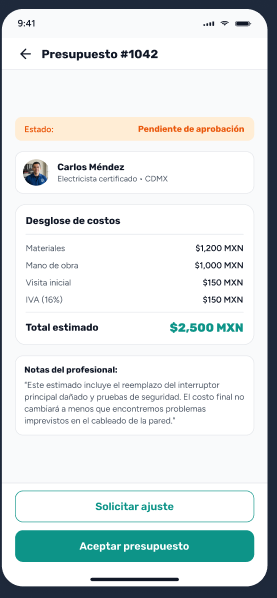 9:41
Presupuesto #1042
Estado: Pendiente de aprobación
Carlos Méndez
Electricista certificado • CDMX
Desglose de costos
Materiales $1,200 MXN
Mano de obra $1,000 MXN
Visita inicial $150 MXN
IVA (16%) $150 MXN
Total estimado $2,500 MXN
Notas del profesional:
"Este estimado incluye el reemplazo del interruptor
principal dañado y pruebas de seguridad. El costo final no
cambiará a menos que encontremos problemas
imprevistos en el cableado de la pared."
Solicitar ajuste
Aceptar presupuesto